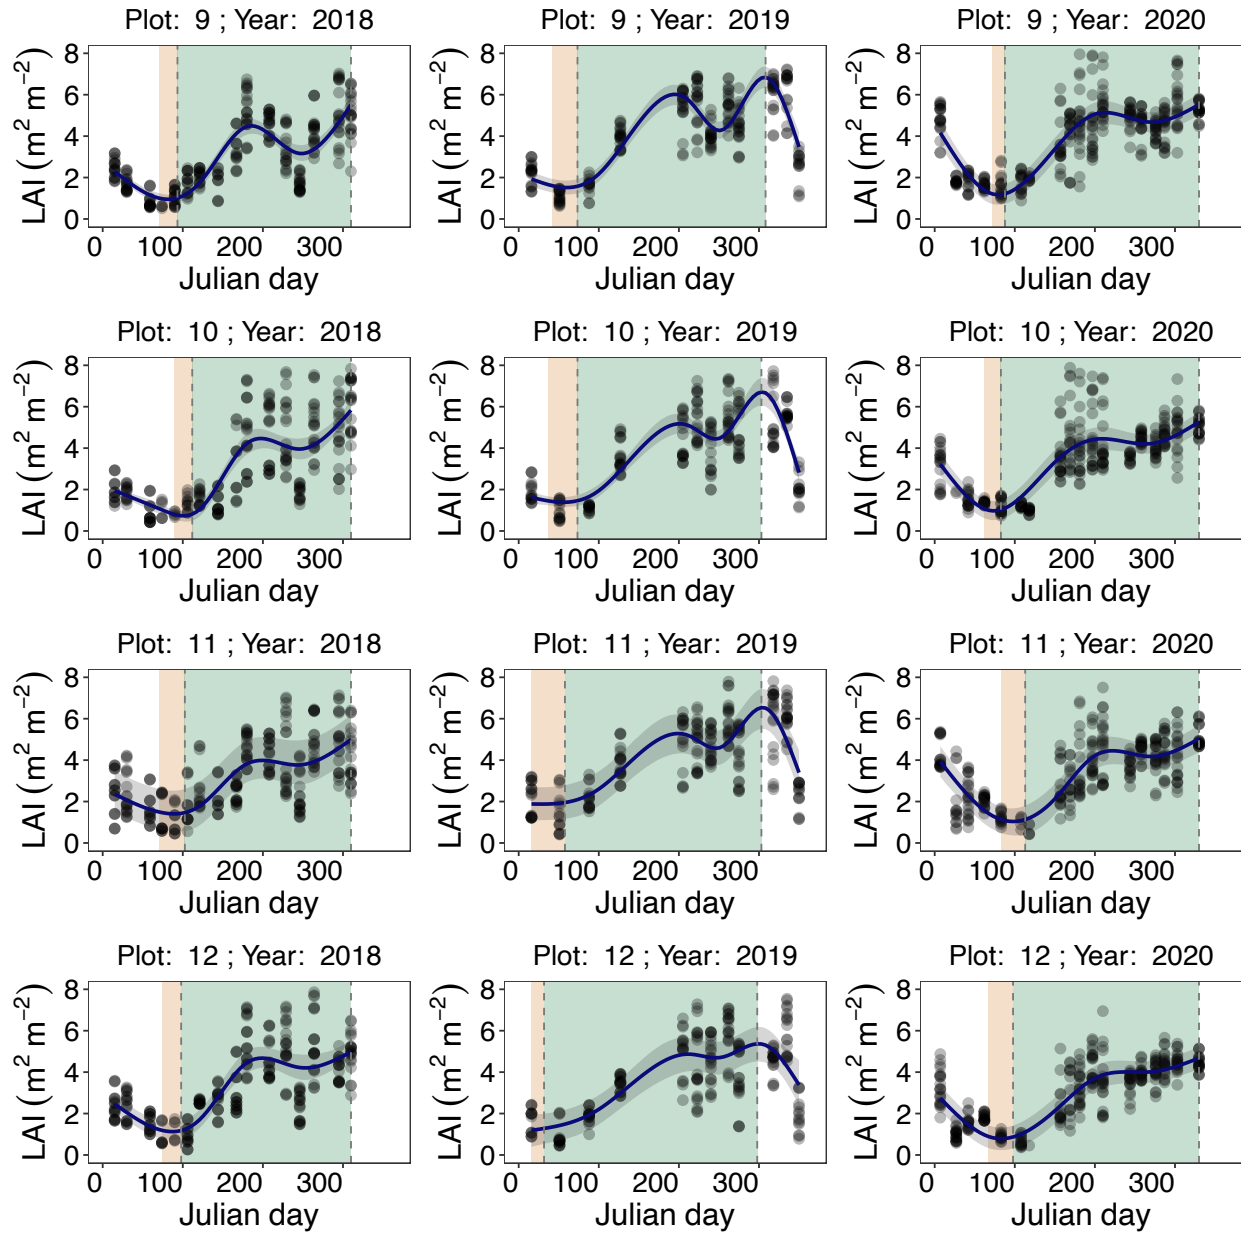 Plot: 9 ; Year: 2018
LAI (m² m⁻²)
8
6
4
2
0
0 100 200 300
Julian day
Plot: 9 ; Year: 2019
LAI (m² m⁻²)
8
6
4
2
0
0 100 200 300
Julian day
Plot: 9 ; Year: 2020
LAI (m² m⁻²)
8
6
4
2
0
0 100 200 300
Julian day
Plot: 10 ; Year: 2018
LAI (m² m⁻²)
8
6
4
2
0
0 100 200 300
Julian day
Plot: 10 ; Year: 2019
LAI (m² m⁻²)
8
6
4
2
0
0 100 200 300
Julian day
Plot: 10 ; Year: 2020
LAI (m² m⁻²)
8
6
4
2
0
0 100 200 300
Julian day
Plot: 11 ; Year: 2018
LAI (m² m⁻²)
8
6
4
2
0
0 100 200 300
Julian day
Plot: 11 ; Year: 2019
LAI (m² m⁻²)
8
6
4
2
0
0 100 200 300
Julian day
Plot: 11 ; Year: 2020
LAI (m² m⁻²)
8
6
4
2
0
0 100 200 300
Julian day
Plot: 12 ; Year: 2018
LAI (m² m⁻²)
8
6
4
2
0
0 100 200 300
Julian day
Plot: 12 ; Year: 2019
LAI (m² m⁻²)
8
6
4
2
0
0 100 200 300
Julian day
Plot: 12 ; Year: 2020
LAI (m² m⁻²)
8
6
4
2
0
0 100 200 300
Julian day